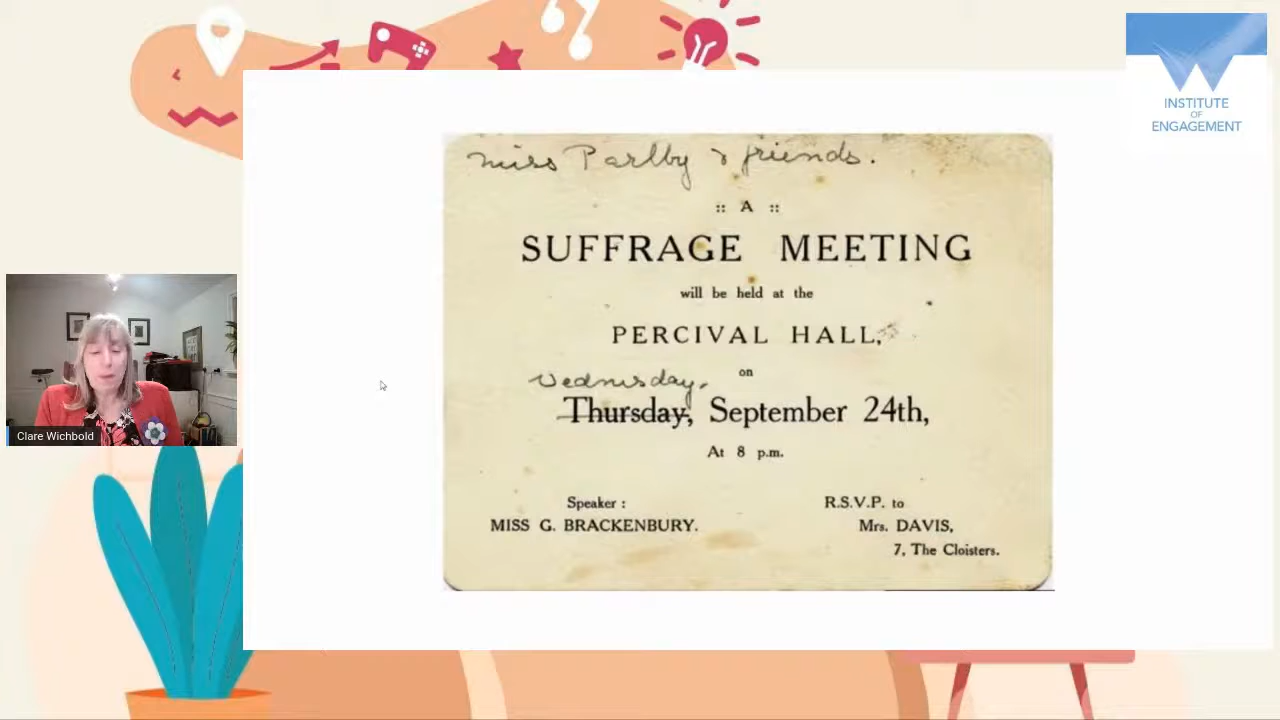 INSTITUTE
OF
ENGAGEMENT
Miss Parlby & friends.
:: A ::
SUFFRAGE MEETING
will be held at the
PERCIVAL HALL,
on
Wednesday,
Thursday, September 24th,
At 8 p.m.
Speaker :
MISS G. BRACKENBURY.
R.S.V.P. to
Mrs. DAVIS,
7, The Cloisters.
Clare Wichbold